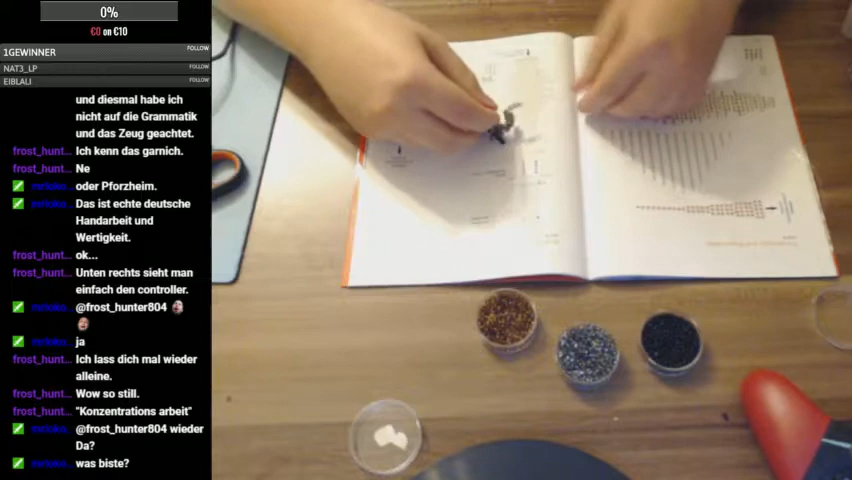 0%
€0 on €10
1GEWINNER FOLLOW
NAT3_LP FOLLOW
EIBLALI FOLLOW
und diesmal habe ich
nicht auf die Grammatik
und das Zeug geachtet.
frost_hunt... Ich kenn das garnich.
frost_hunt... Ne
oder Pforzheim.
Das ist echte deutsche
Handarbeit und
Wertigkeit.
frost_hunt... ok...
frost_hunt... Unten rechts sieht man
einfach den controller.
@frost_hunter804
ja
frost_hunt... Ich lass dich mal wieder
alleine.
frost_hunt... Wow so still.
frost_hunt... "Konzentrations arbeit"
@frost_hunter804 wieder
Da?
was biste?